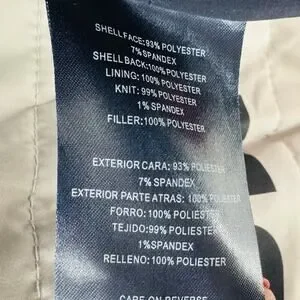 SHELL FACE: 93% POLYESTER
7% SPANDEX
SHELL BACK: 100% POLYESTER
LINING: 100% POLYESTER
KNIT: 99% POLYESTER
1% SPANDEX
FILLER: 100% POLYESTER
EXTERIOR CARA: 93% POLIESTER
7% SPANDEX
EXTERIOR PARTE ATRAS: 100% POLIESTER
FORRO: 100% POLIESTER
TEJIDO: 99% POLIESTER
1% SPANDEX
RELLENO: 100% POLIESTER
CARE ON REVERSE